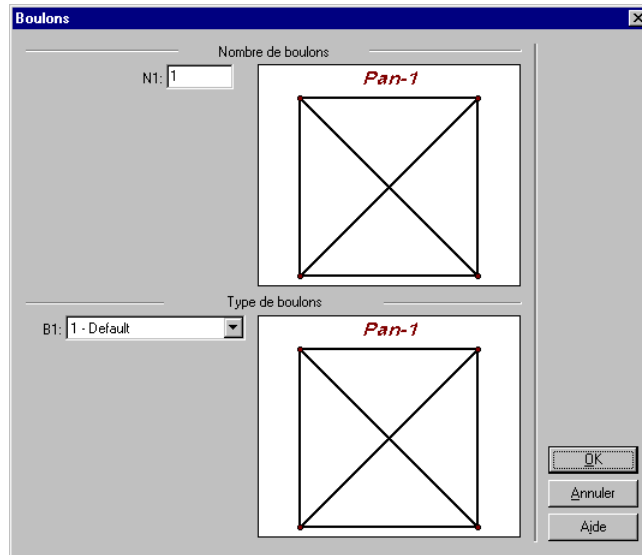 Boulons
Nombre de boulons
N1: 1
Pan-1
Type de boulons
B1: 1 - Default
Pan-1
OK
Annuler
Aide